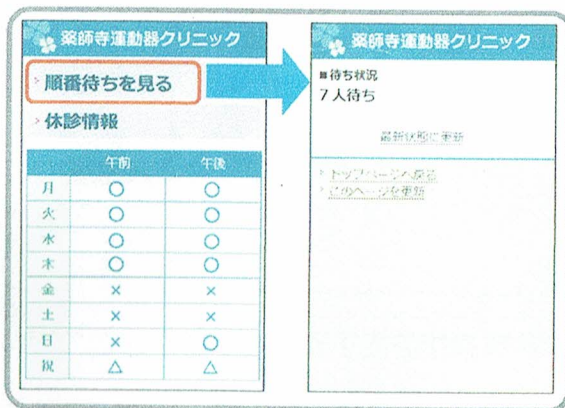 薬師寺運動器クリニック
順番待ちを見る
休診情報
午前 午後
月 ○ ○
火 ○ ○
水 ○ ○
木 ○ ○
金 × ×
土 × ×
日 × ○
祝 △ △
薬師寺運動器クリニック
■待ち状況
7人待ち
最新状態に更新
トップページへ戻る
このページを更新